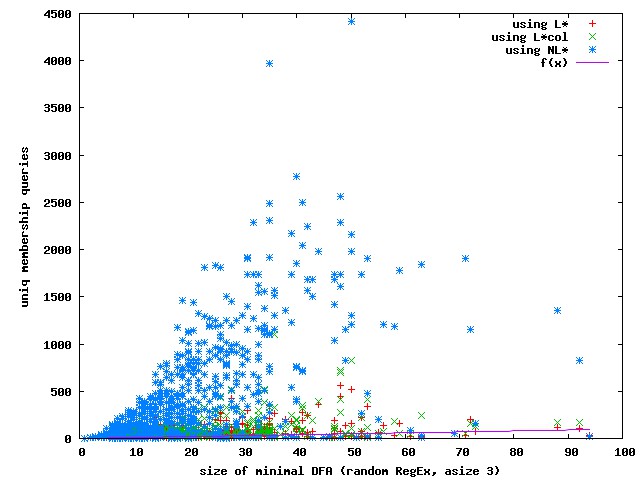 4500
4000
3500
3000
2500
2000
1500
1000
500
0
uniq membership queries
using L*
using L*col
using NL*
f(x)
0 10 20 30 40 50 60 70 80 90 100
size of minimal DFA (random RegEx, asize 3)